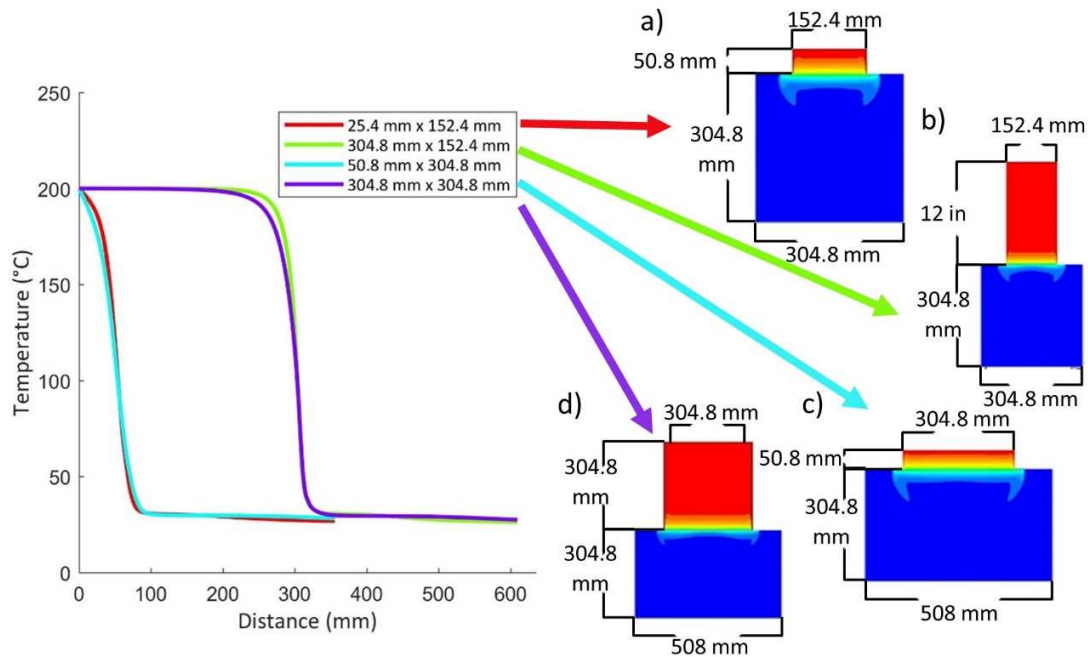 a)
152.4 mm
50.8 mm
304.8
mm
304.8 mm
b)
152.4 mm
12 in
304.8
mm
304.8 mm
250
200
150
100
50
0
Temperature (°C)
25.4 mm x 152.4 mm
304.8 mm x 152.4 mm
50.8 mm x 304.8 mm
304.8 mm x 304.8 mm
0 100 200 300 400 500 600
Distance (mm)
d)
304.8 mm
304.8
mm
304.8
mm
508 mm
c)
304.8 mm
50.8 mm
304.8
mm
508 mm